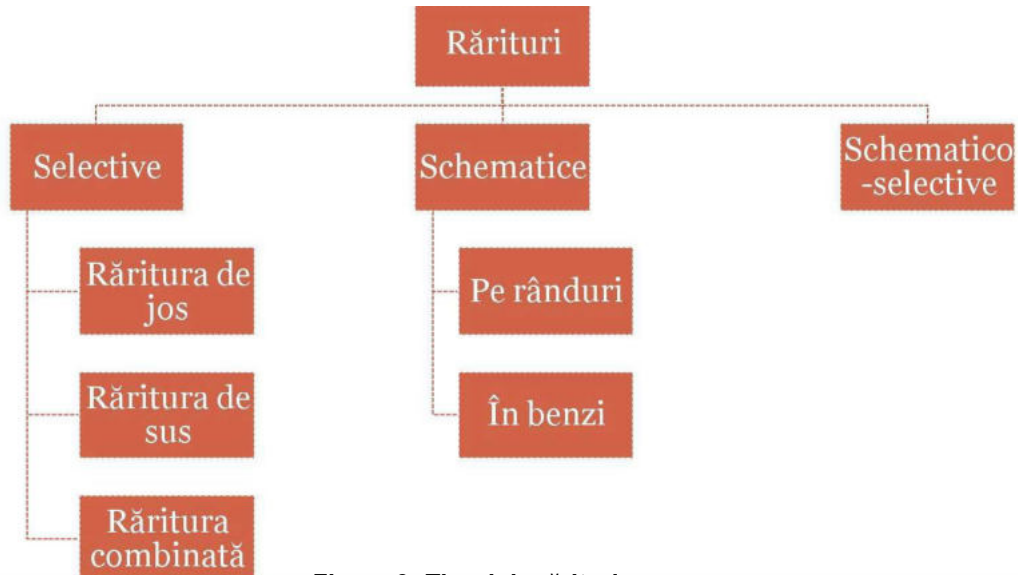 Rărituri
Selective
Schematice
Schematico
-selective
Răritura de
jos
Răritura de
sus
Răritura
combinată
Pe rânduri
În benzi